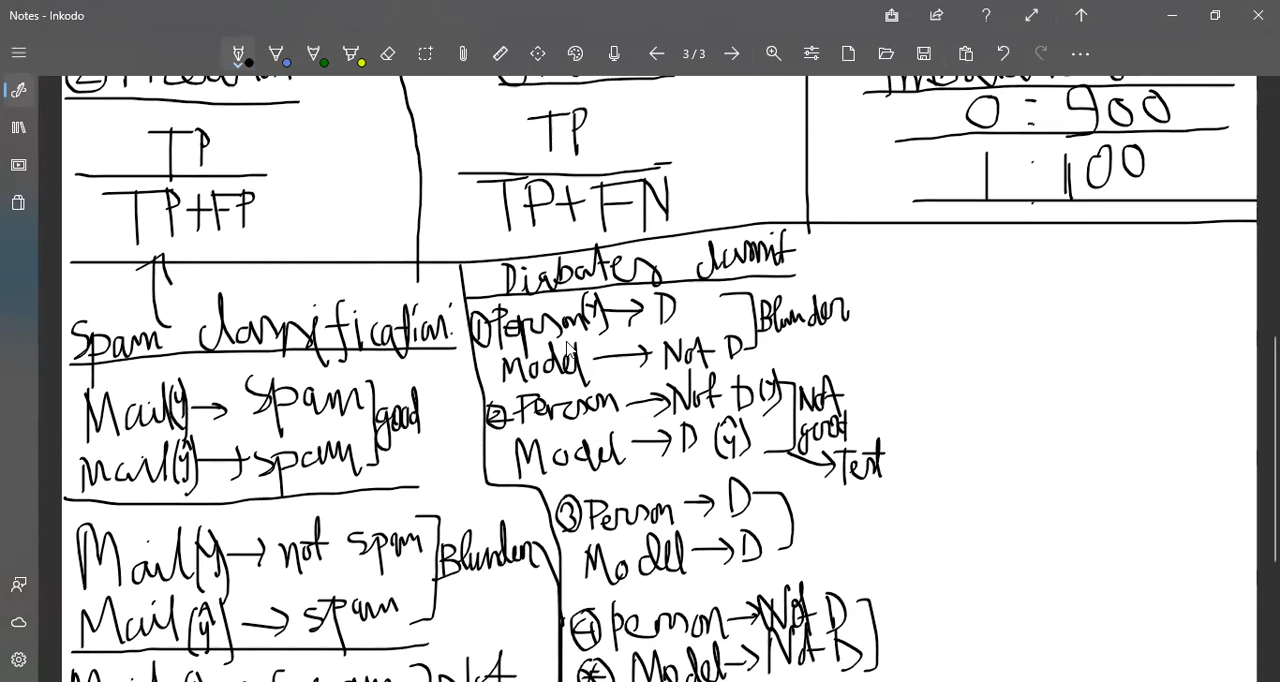 Notes - Inkodo
3/3
TP
TP+FP
TP
TP+FN
0 : 900
1 : 100
Spam classification:
Mail(y) → Spam
Mail(ŷ) → spam
good
Mail(y) → not spam
Mail(ŷ) → spam
Blunder
Not
Diabates
① Person(y) → D
Model → Not D
Blunder
② Person → Not D (y)
Model → D (ŷ)
Not good
→ Test
③ Person → D
Model → D
④ person → Not D
Model → Not D